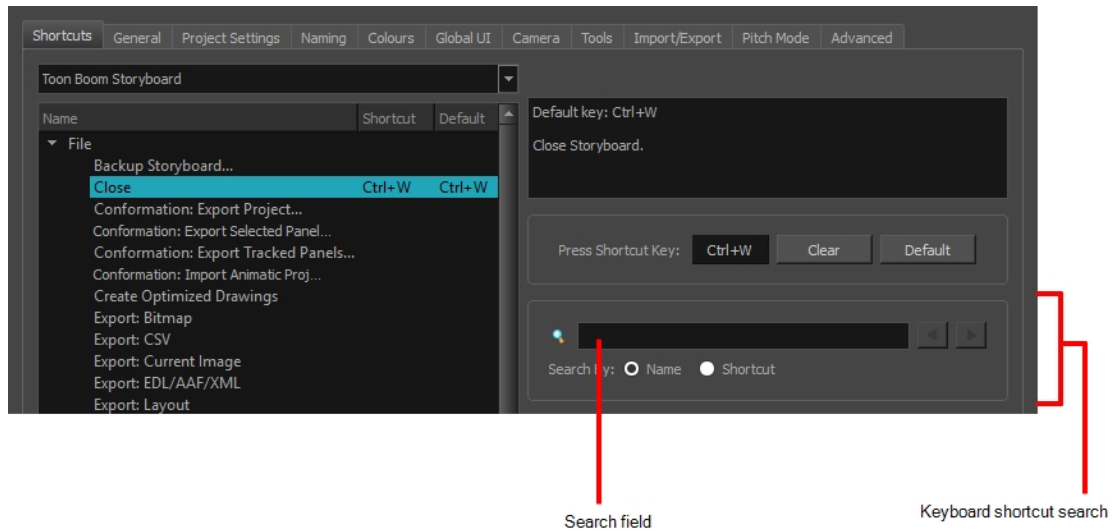 Shortcuts General Project Settings Naming Colours Global UI Camera Tools Import/Export Pitch Mode Advanced
Toon Boom Storyboard
Name Shortcut Default
File
Backup Storyboard...
Close Ctrl+W Ctrl+W
Conformation: Export Project...
Conformation: Export Selected Panel...
Conformation: Export Tracked Panels...
Conformation: Import Animatic Proj...
Create Optimized Drawings
Export: Bitmap
Export: CSV
Export: Current Image
Export: EDL/AAF/XML
Export: Layout
Default key: Ctrl+W
Close Storyboard.
Press Shortcut Key: Ctrl+W Clear Default
Search By: Name Shortcut
Search field
Keyboard shortcut search